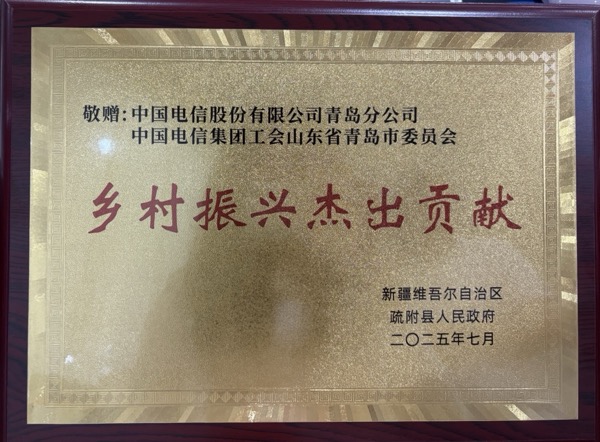 敬赠:中国电信股份有限公司青岛分公司
中国电信集团工会山东省青岛市委员会
乡村振兴杰出贡献
新疆维吾尔自治区
疏附县人民政府
二〇二五年七月